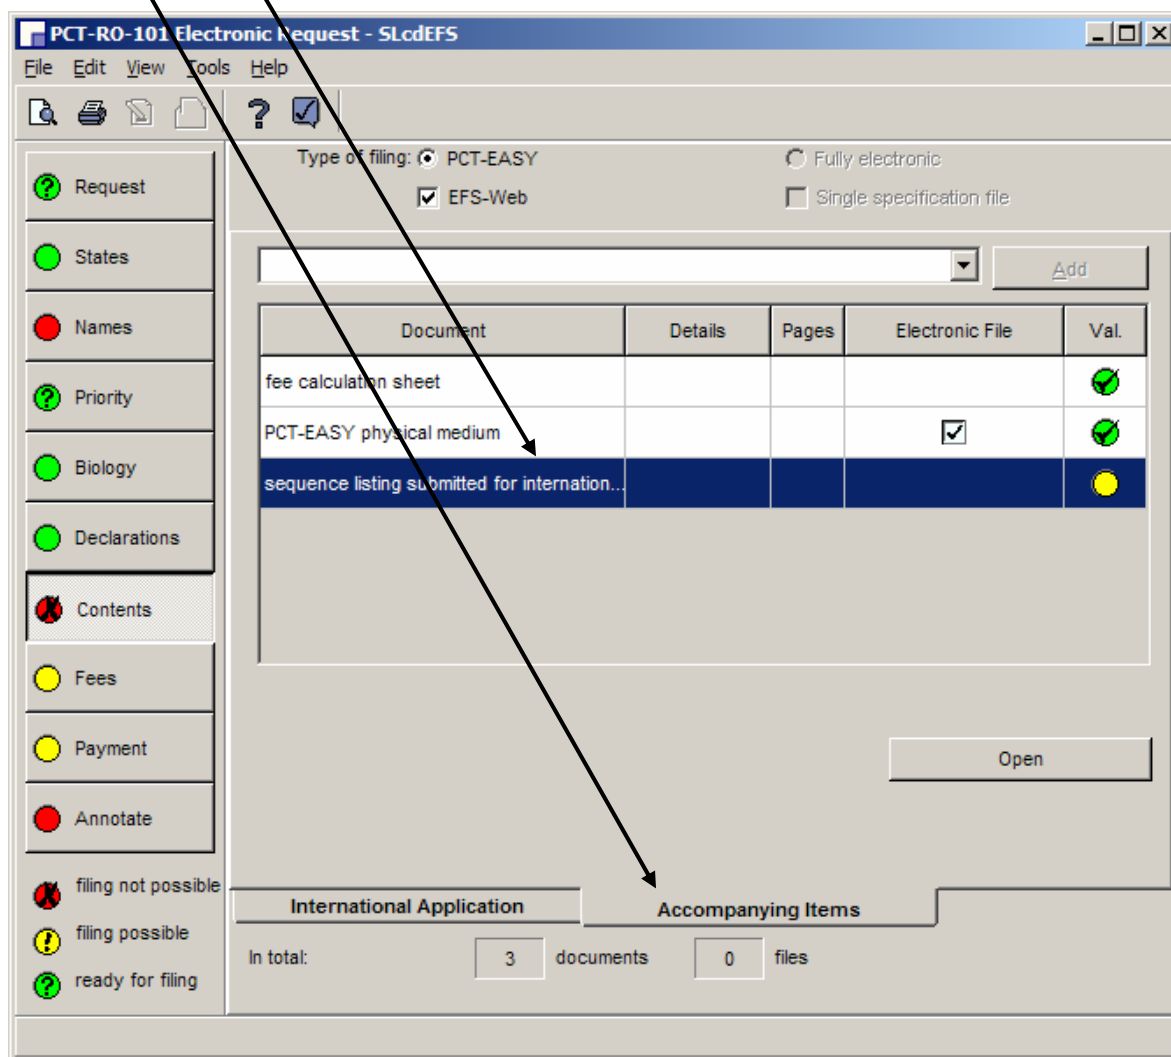 PCT-RO-101 Electronic Request - SLcdEFS
File Edit View Tools Help
Type of filing: PCT-EASY Fully electronic
EFS-Web Single specification file
Request
States
Names
Priority
Biology
Declarations
Contents
Fees
Payment
Annotate
filing not possible
filing possible
ready for filing
Add
Document Details Pages Electronic File Val.
fee calculation sheet
PCT-EASY physical medium
sequence listing submitted for internation...
Open
International Application Accompanying Items
In total: 3 documents 0 files